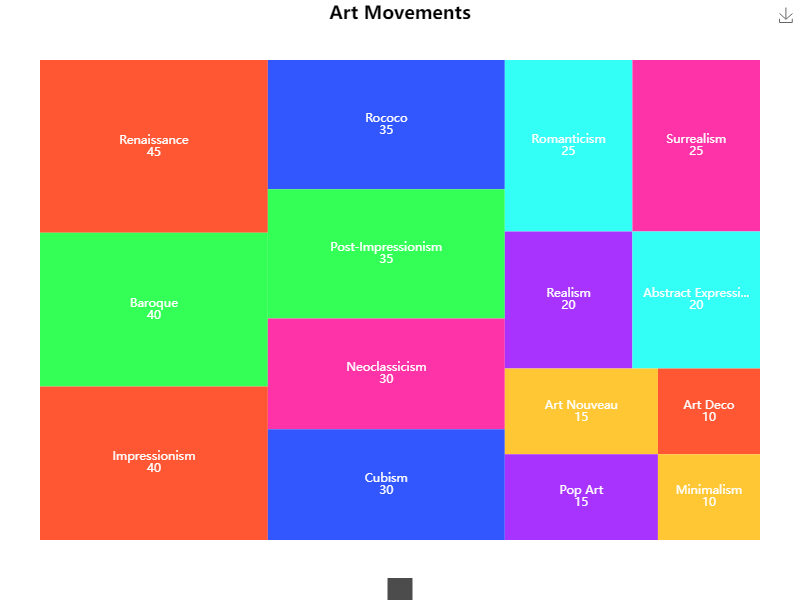 Art Movements
Renaissance
45
Baroque
40
Impressionism
40
Rococo
35
Post-Impressionism
35
Neoclassicism
30
Cubism
30
Romanticism
25
Surrealism
25
Realism
20
Abstract Expressi...
20
Art Nouveau
15
Art Deco
10
Pop Art
15
Minimalism
10